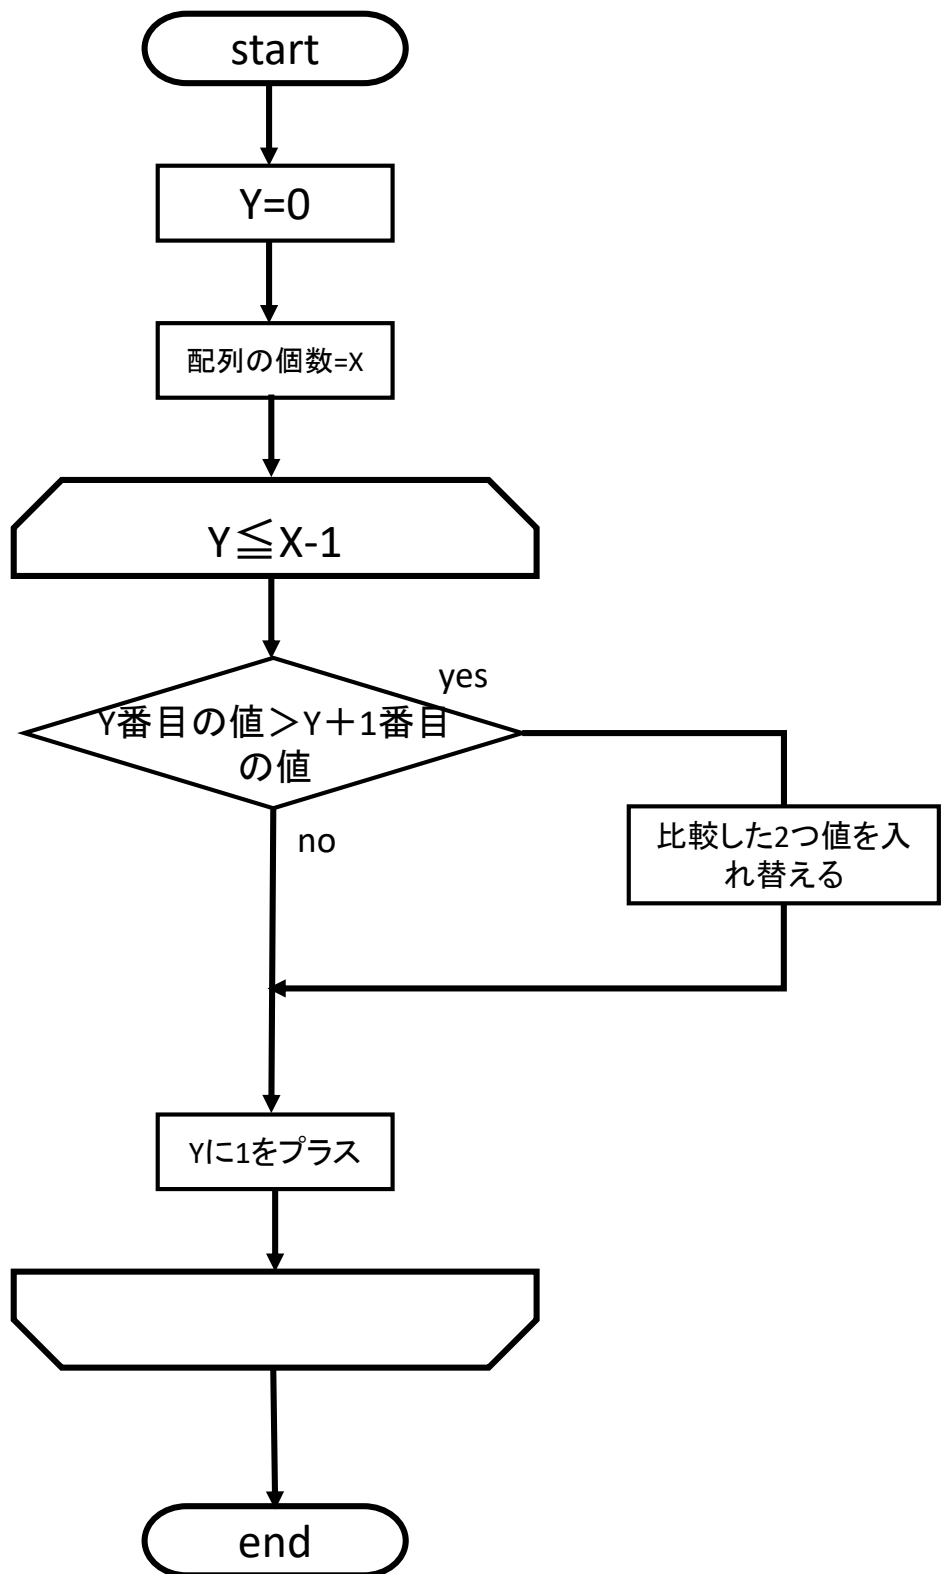 start
Y=0
配列の個数=X
Y≦X-1
yes
Y番目の値＞Y＋1番目
の値
no
比較した2つ値を入
れ替える
Yに1をプラス
end